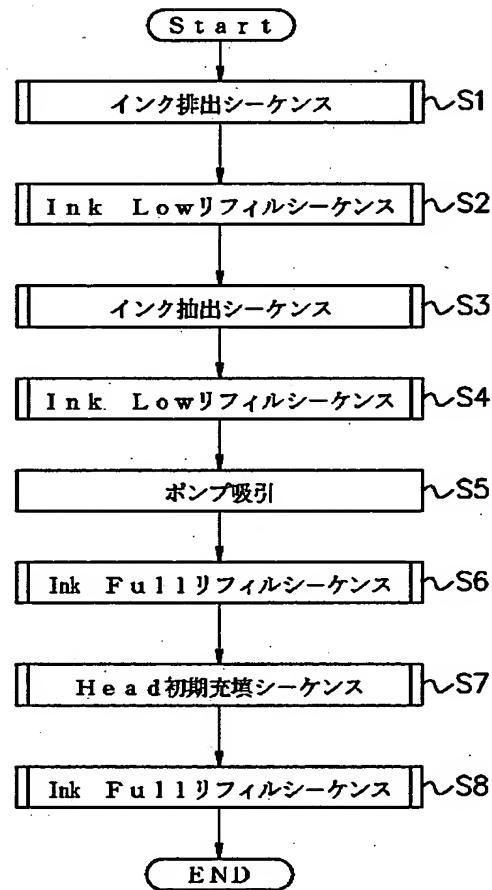 Start
インク排出シーケンス S1
Ink Lowリフィルシーケンス S2
インク抽出シーケンス S3
Ink Lowリフィルシーケンス S4
ポンプ吸引 S5
Ink Fullリフィルシーケンス S6
Head初期充填シーケンス S7
Ink Fullリフィルシーケンス S8
END